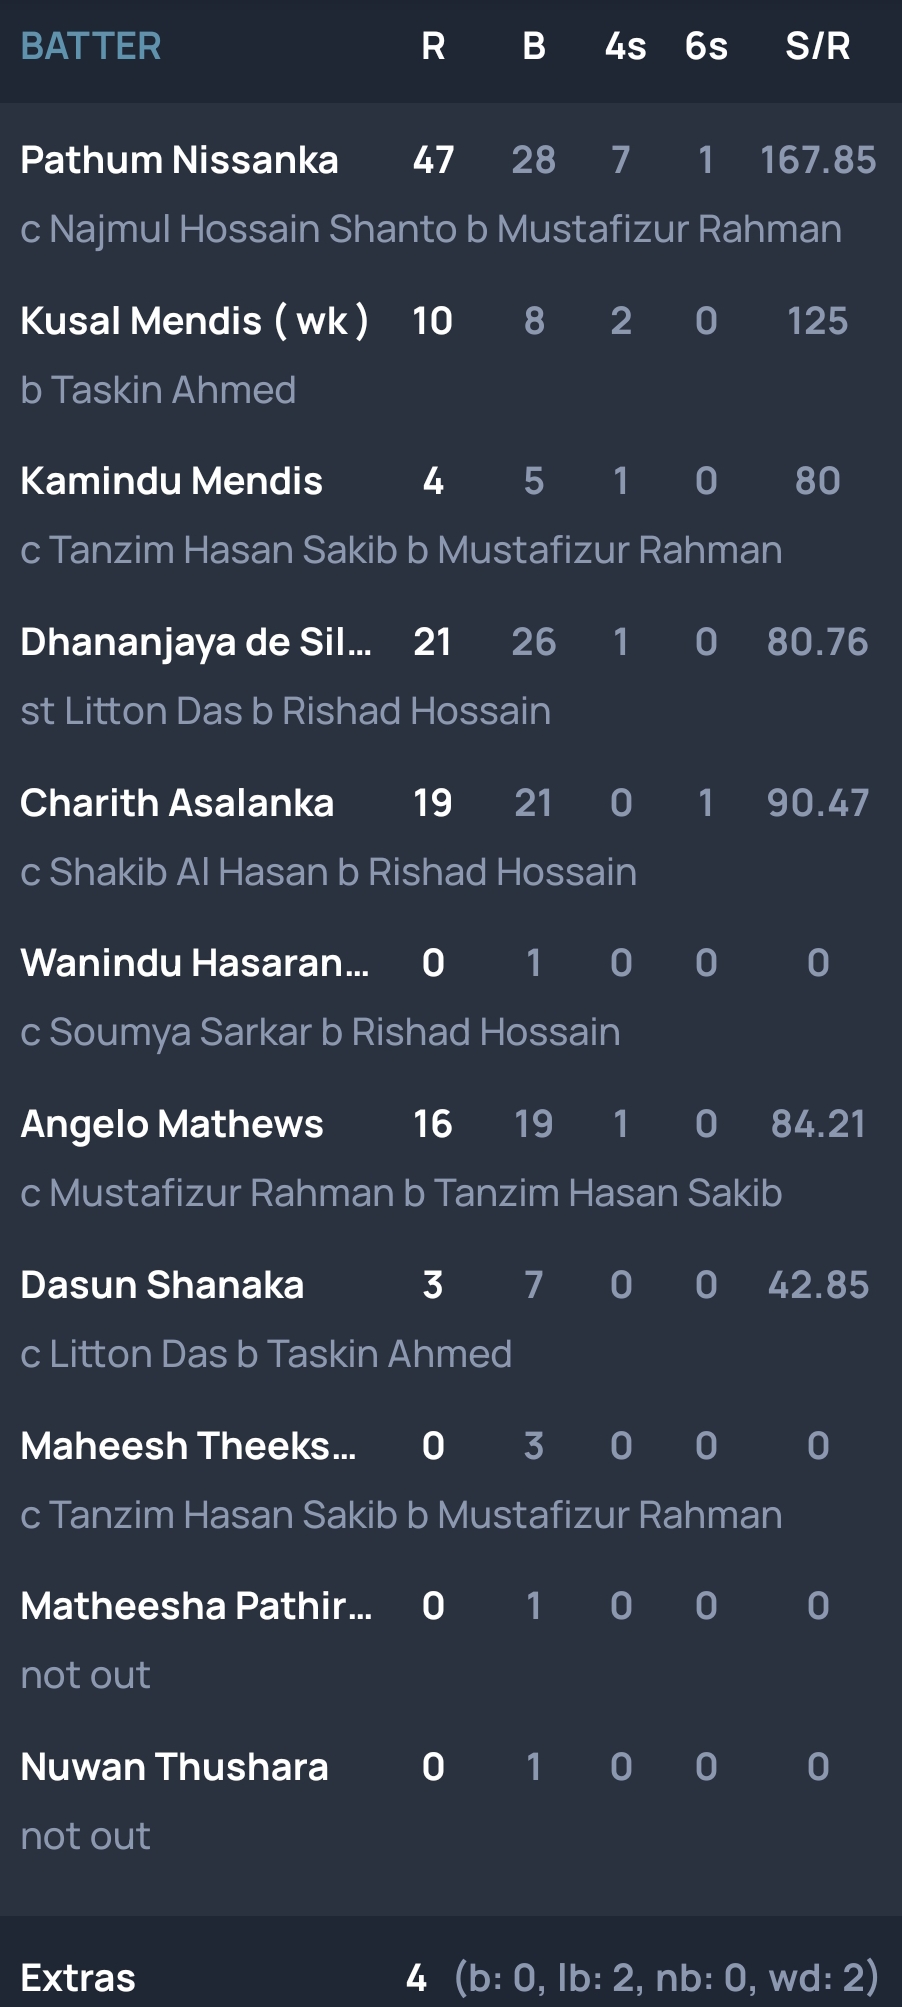 BATTER R B 4s 6s S/R
Pathum Nissanka 47 28 7 1 167.85
c Najmul Hossain Shanto b Mustafizur Rahman
Kusal Mendis ( wk ) 10 8 2 0 125
b Taskin Ahmed
Kamindu Mendis 4 5 1 0 80
c Tanzim Hasan Sakib b Mustafizur Rahman
Dhananjaya de Sil... 21 26 1 0 80.76
st Litton Das b Rishad Hossain
Charith Asalanka 19 21 0 1 90.47
c Shakib Al Hasan b Rishad Hossain
Wanindu Hasaran... 0 1 0 0 0
c Soumya Sarkar b Rishad Hossain
Angelo Mathews 16 19 1 0 84.21
c Mustafizur Rahman b Tanzim Hasan Sakib
Dasun Shanaka 3 7 0 0 42.85
c Litton Das b Taskin Ahmed
Maheesh Theeks... 0 3 0 0 0
c Tanzim Hasan Sakib b Mustafizur Rahman
Matheesha Pathir... 0 1 0 0 0
not out
Nuwan Thushara 0 1 0 0 0
not out
Extras 4 (b: 0, lb: 2, nb: 0, wd: 2)